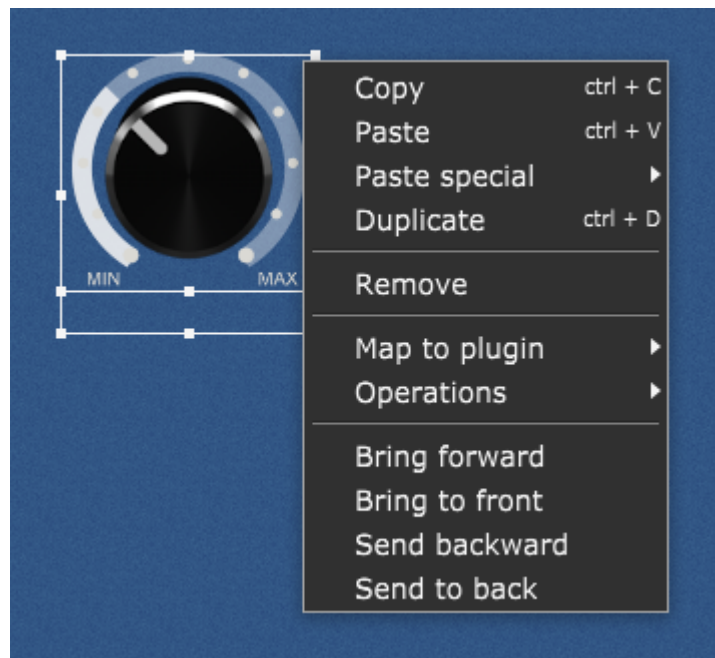 Copy ctrl + C
Paste ctrl + V
Paste special
Duplicate ctrl + D
MIN MAX
Remove
Map to plugin
Operations
Bring forward
Bring to front
Send backward
Send to back